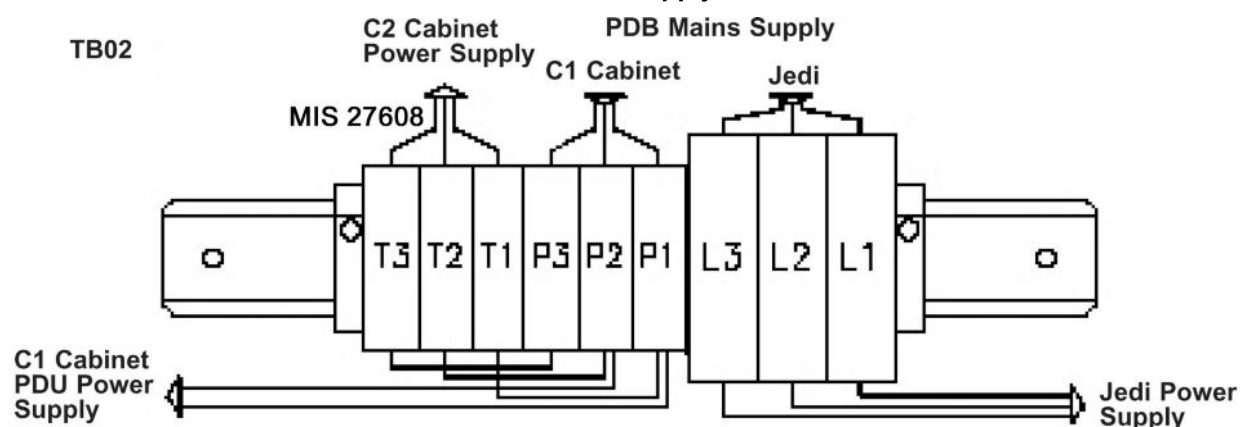 Supply
C2 Cabinet
Power Supply
PDB Mains Supply
TB02
C1 Cabinet
Jedi
MIS 27608
T3 T2 T1 P3 P2 P1 L3 L2 L1
C1 Cabinet
PDU Power
Supply
Jedi Power
Supply